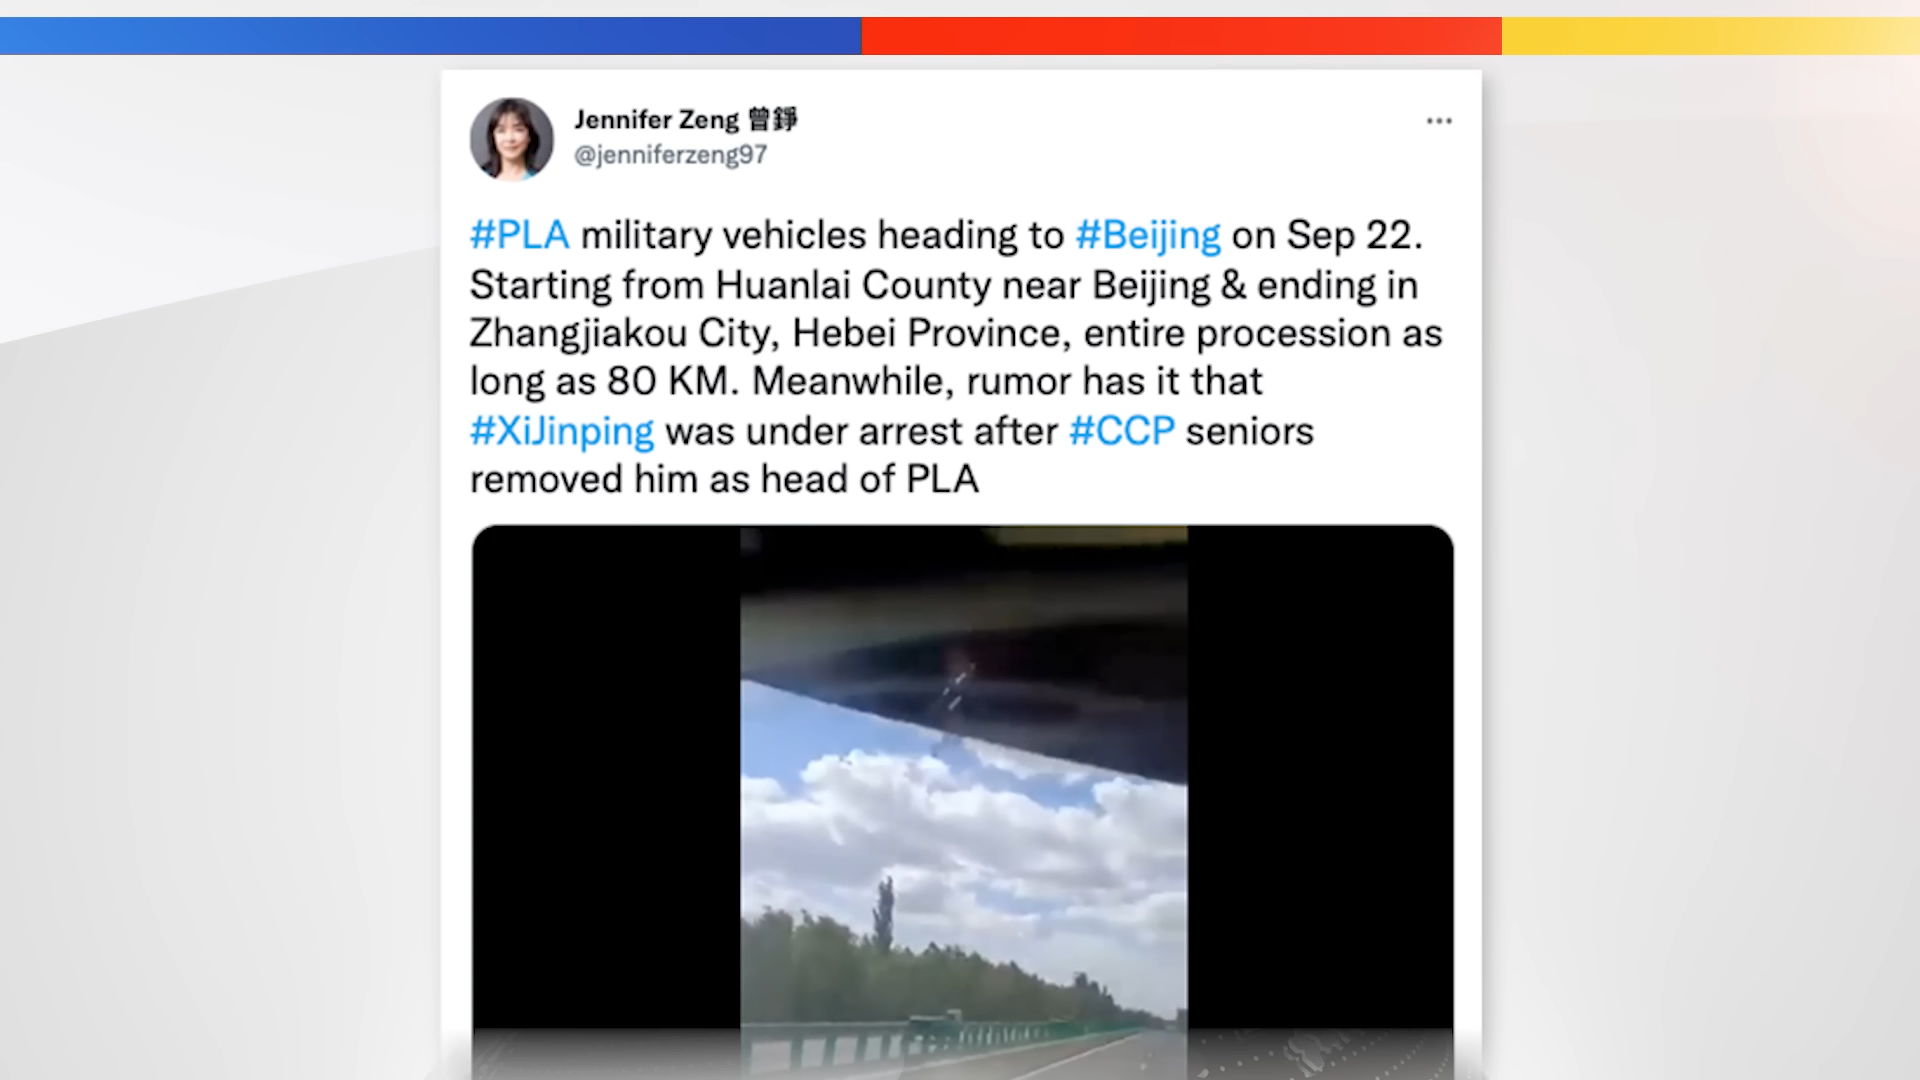 Jennifer Zeng 曾錚
@jenniferzeng97
#PLA military vehicles heading to #Beijing on Sep 22.
Starting from Huanlai County near Beijing & ending in
Zhangjiakou City, Hebei Province, entire procession as
long as 80 KM. Meanwhile, rumor has it that
#XiJinping was under arrest after #CCP seniors
removed him as head of PLA